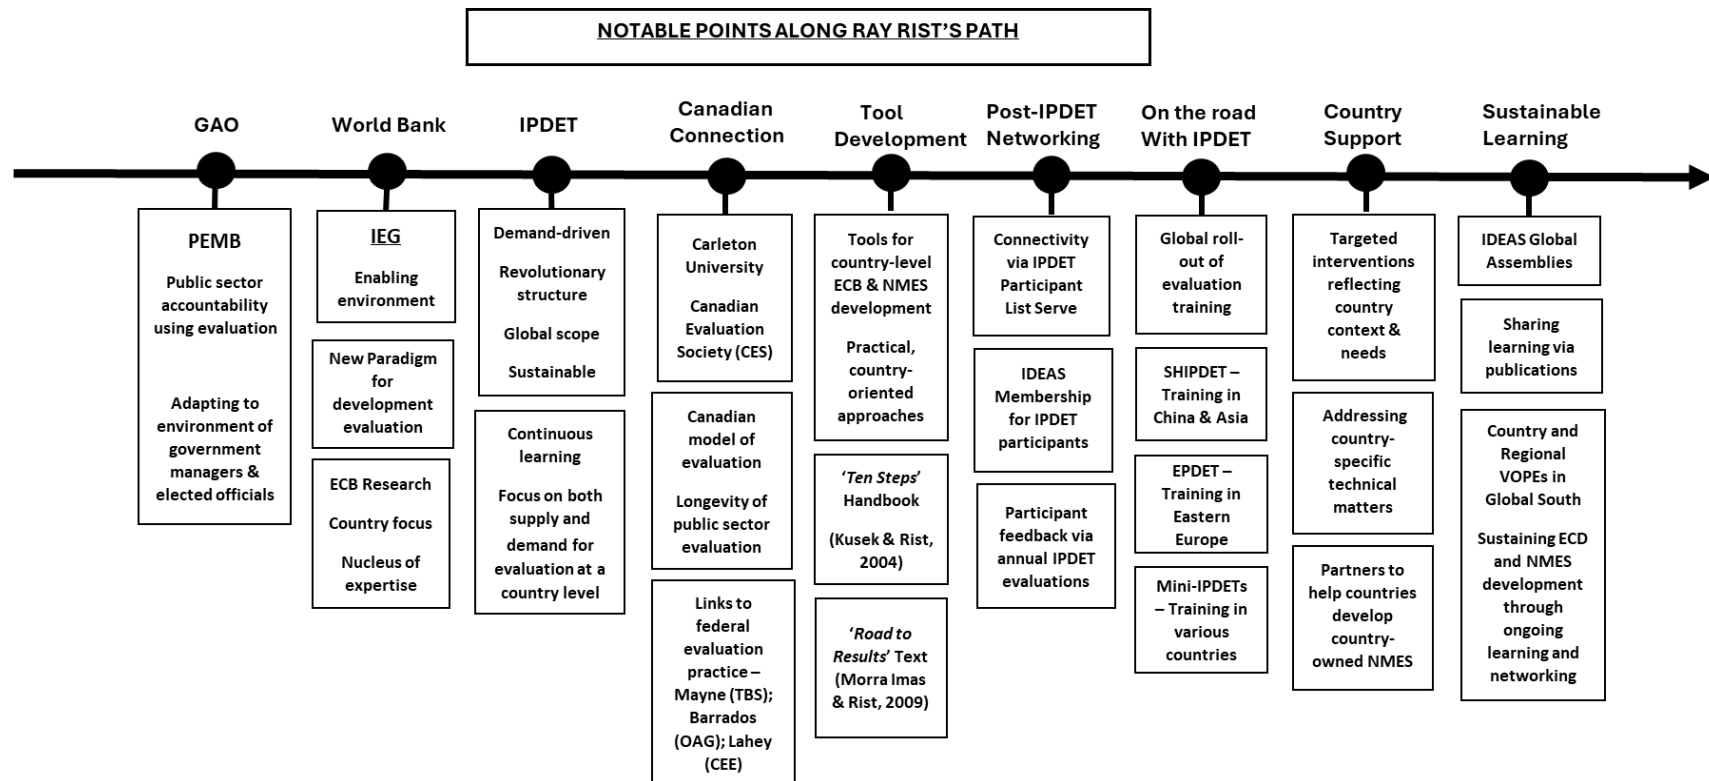 NOTABLE POINTS ALONG RAY RIST'S PATH
GAO
World Bank
IPDET
Canadian
Connection
Tool
Development
Post-IPDET
Networking
On the road
With IPDET
Country
Support
Sustainable
Learning
PEMB
Public sector
accountability
using evaluation
Adapting to
environment of
government
managers &
elected officials
IEG
Enabling
environment
New Paradigm
for
development
evaluation
ECB Research
Country focus
Nucleus of
expertise
Demand-driven
Revolutionary
structure
Global scope
Sustainable
Continuous
learning
Focus on both
supply and
demand for
evaluation at a
country level
Carleton
University
Canadian
Evaluation
Society (CES)
Canadian
model of
evaluation
Longevity of
public sector
evaluation
Links to
federal
evaluation
practice –
Mayne (TBS);
Barrados
(OAG); Lahey
(CEE)
Tools for
country-level
ECB & NMES
development
Practical,
country-
oriented
approaches
'Ten Steps'
Handbook
(Kusek & Rist,
2004)
'Road to
Results' Text
(Morra Imas
& Rist, 2009)
Connectivity
via IPDET
Participant
List Serve
IDEAS
Membership
for IPDET
participants
Participant
feedback via
annual IPDET
evaluations
Global roll-
out of
evaluation
training
SHIPDET –
Training in
China & Asia
EPDET –
Training in
Eastern
Europe
Mini-IPDETs
– Training in
various
countries
Targeted
interventions
reflecting
country
context &
needs
Addressing
country-
specific
technical
matters
Partners to
help countries
develop
country-
owned NMES
IDEAS Global
Assemblies
Sharing
learning via
publications
Country and
Regional
VOPEs in
Global South
Sustaining ECD
and NMES
development
through
ongoing
learning and
networking